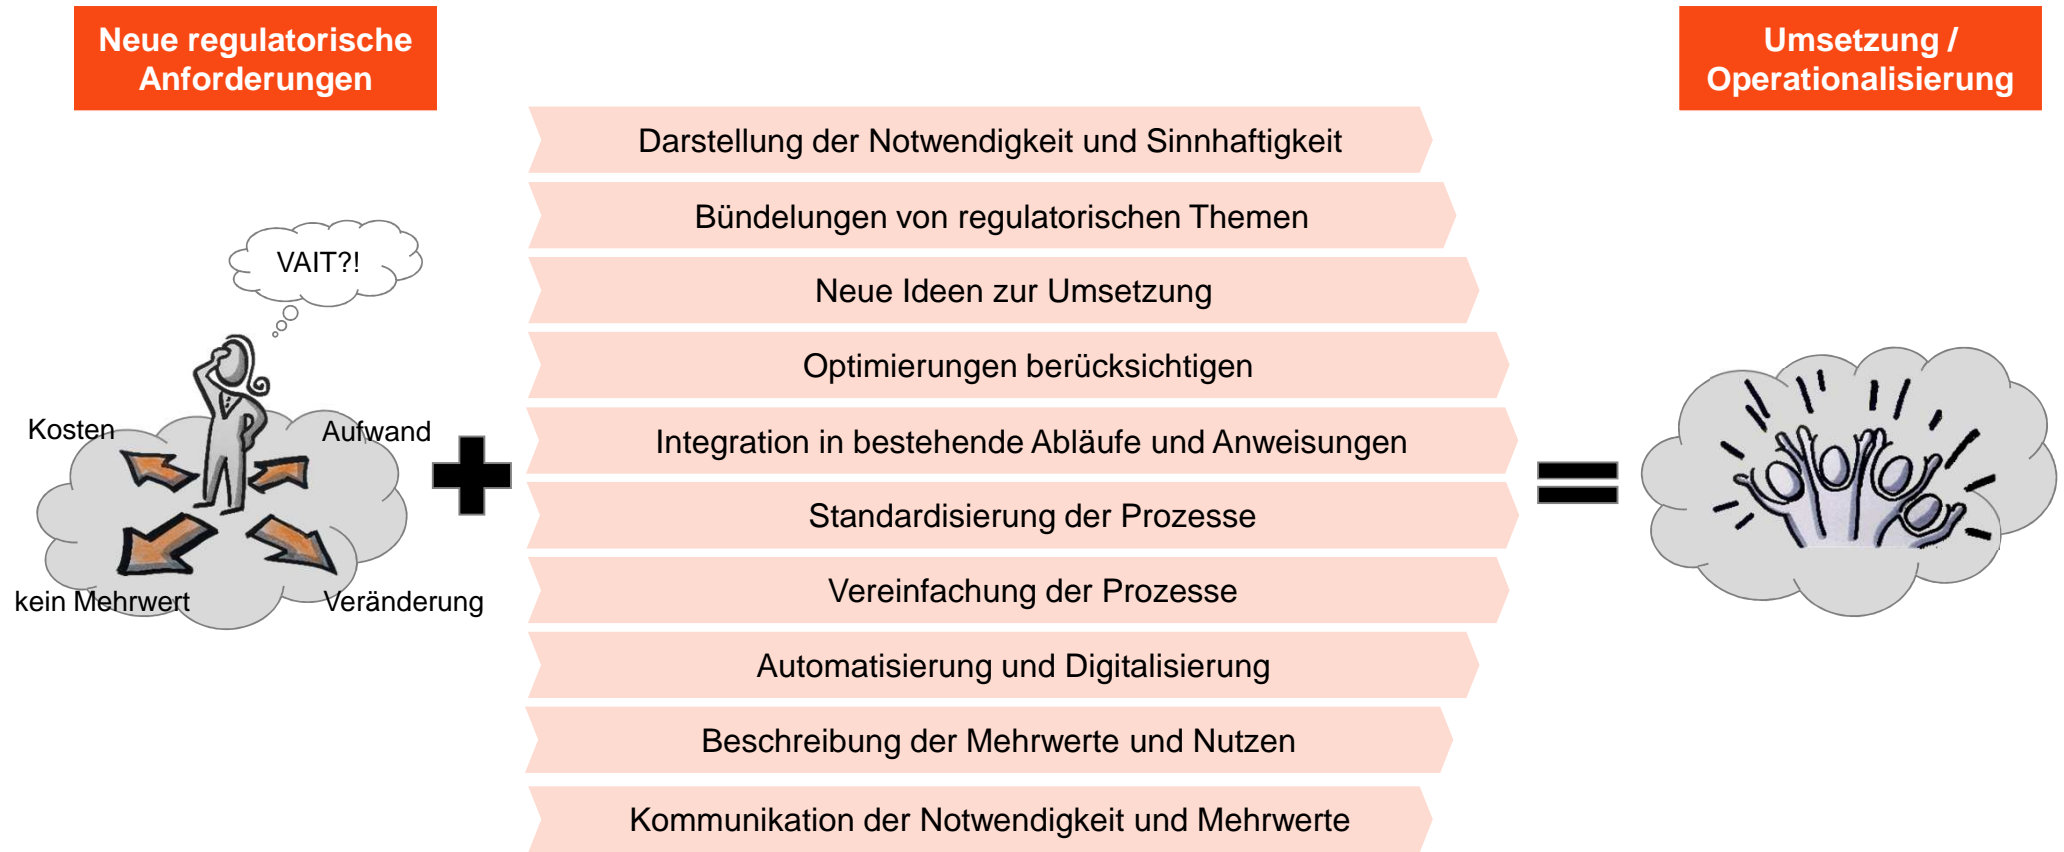 Neue regulatorische
Anforderungen
Umsetzung /
Operationalisierung
Darstellung der Notwendigkeit und Sinnhaftigkeit
Bündelungen von regulatorischen Themen
VAIT?!
Neue Ideen zur Umsetzung
Optimierungen berücksichtigen
Kosten
Aufwand
Integration in bestehende Abläufe und Anweisungen
Standardisierung der Prozesse
kein Mehrwert
Veränderung
Vereinfachung der Prozesse
Automatisierung und Digitalisierung
Beschreibung der Mehrwerte und Nutzen
Kommunikation der Notwendigkeit und Mehrwerte